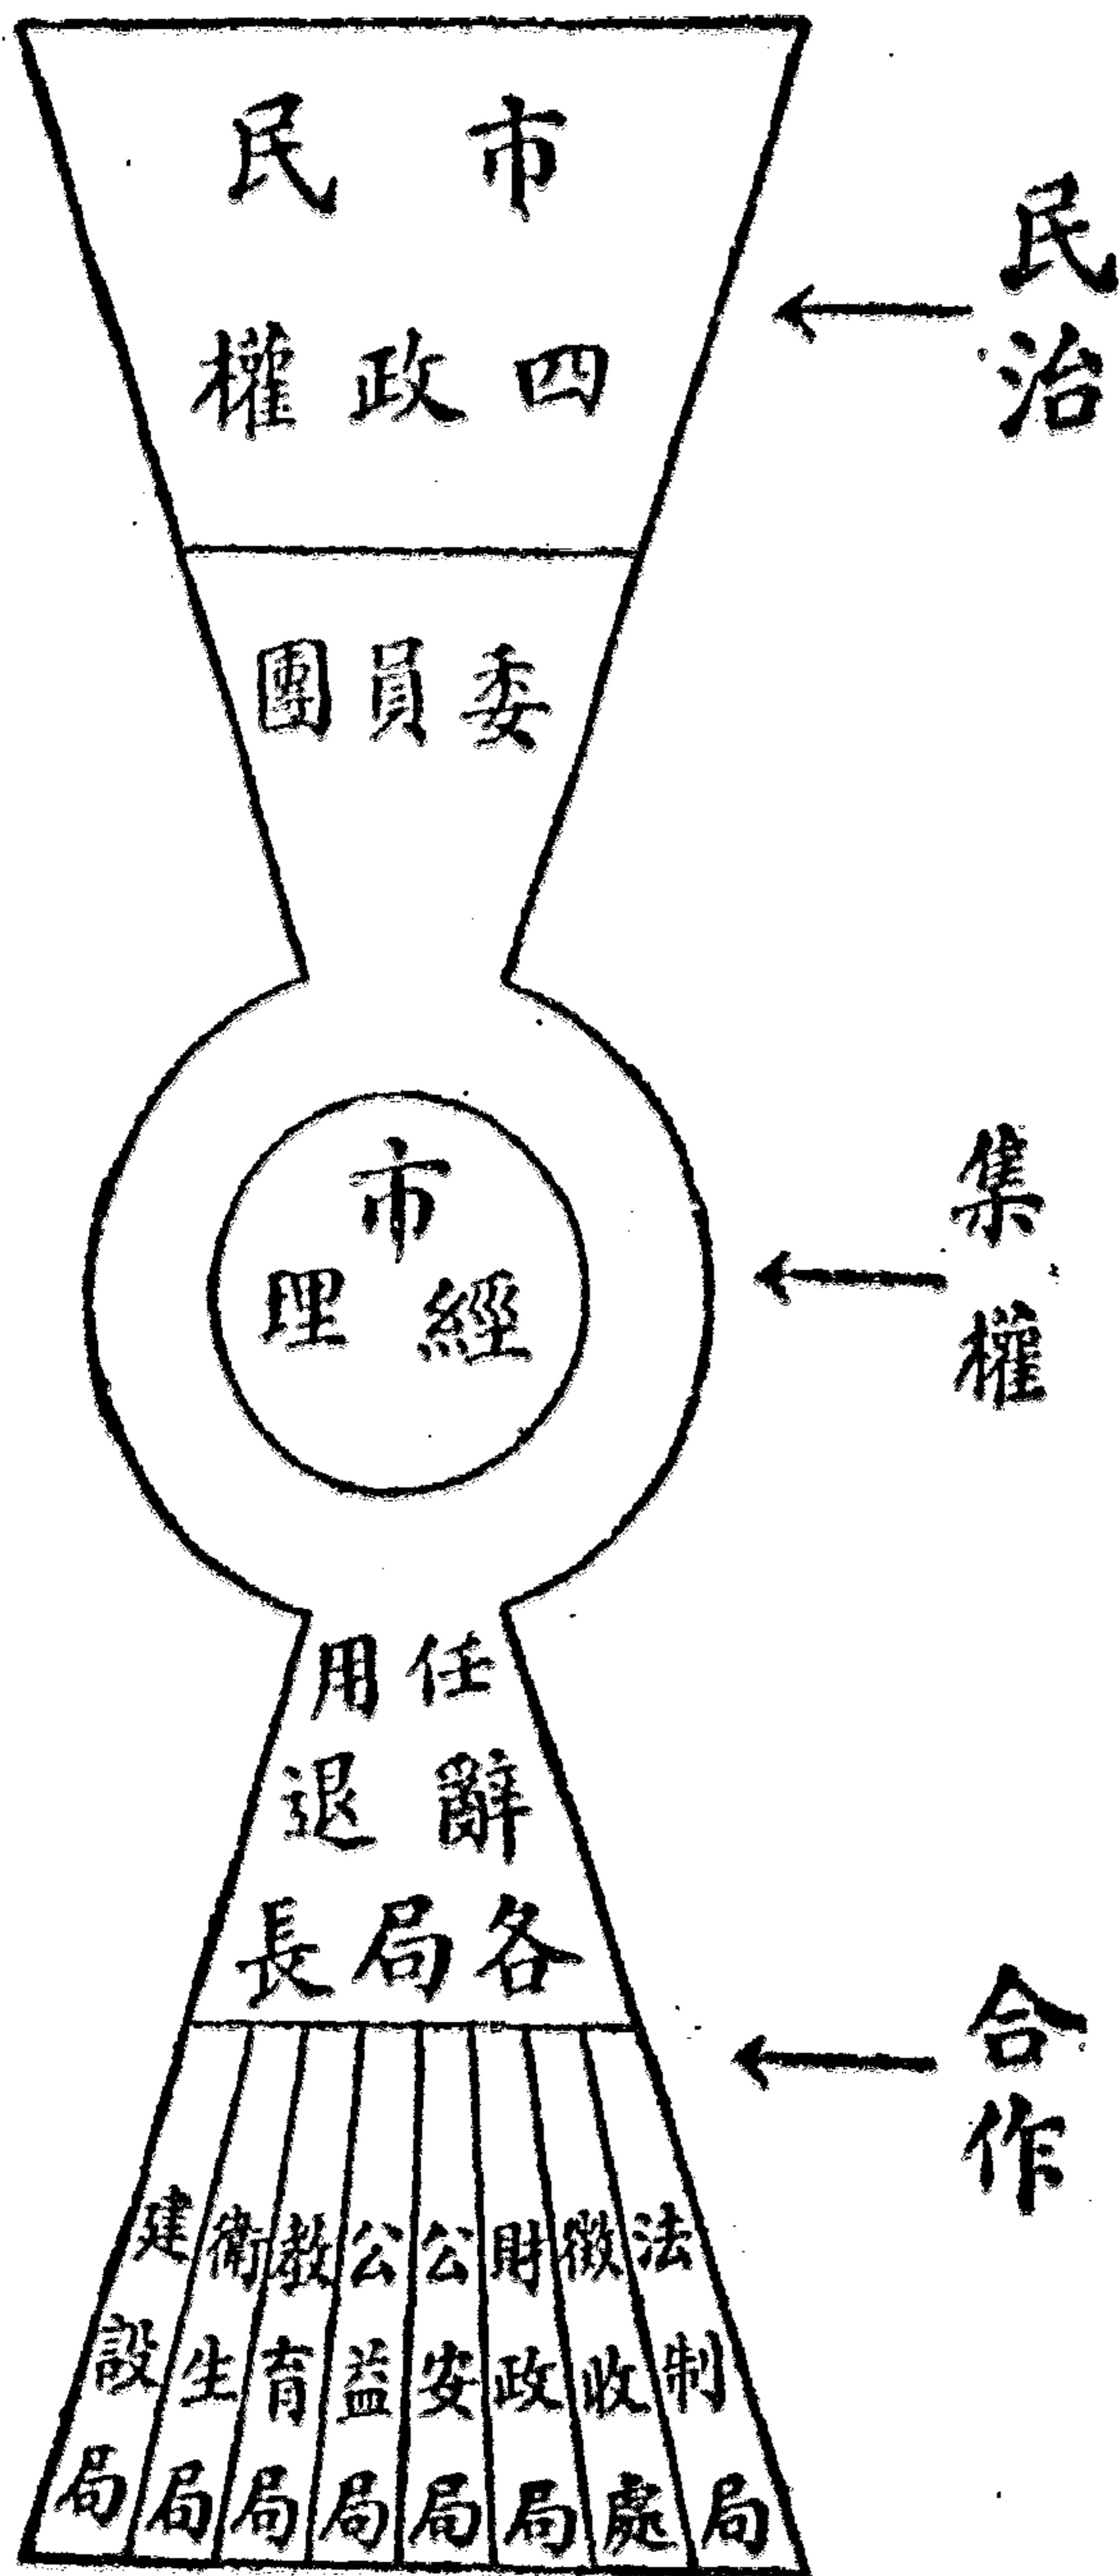 市民
四政權
民治
委員團
市經理
集權
任用
辭退
各局長
合作
法制局
徵收處
財政局
公安局
公益局
教育局
衛生局
建設局